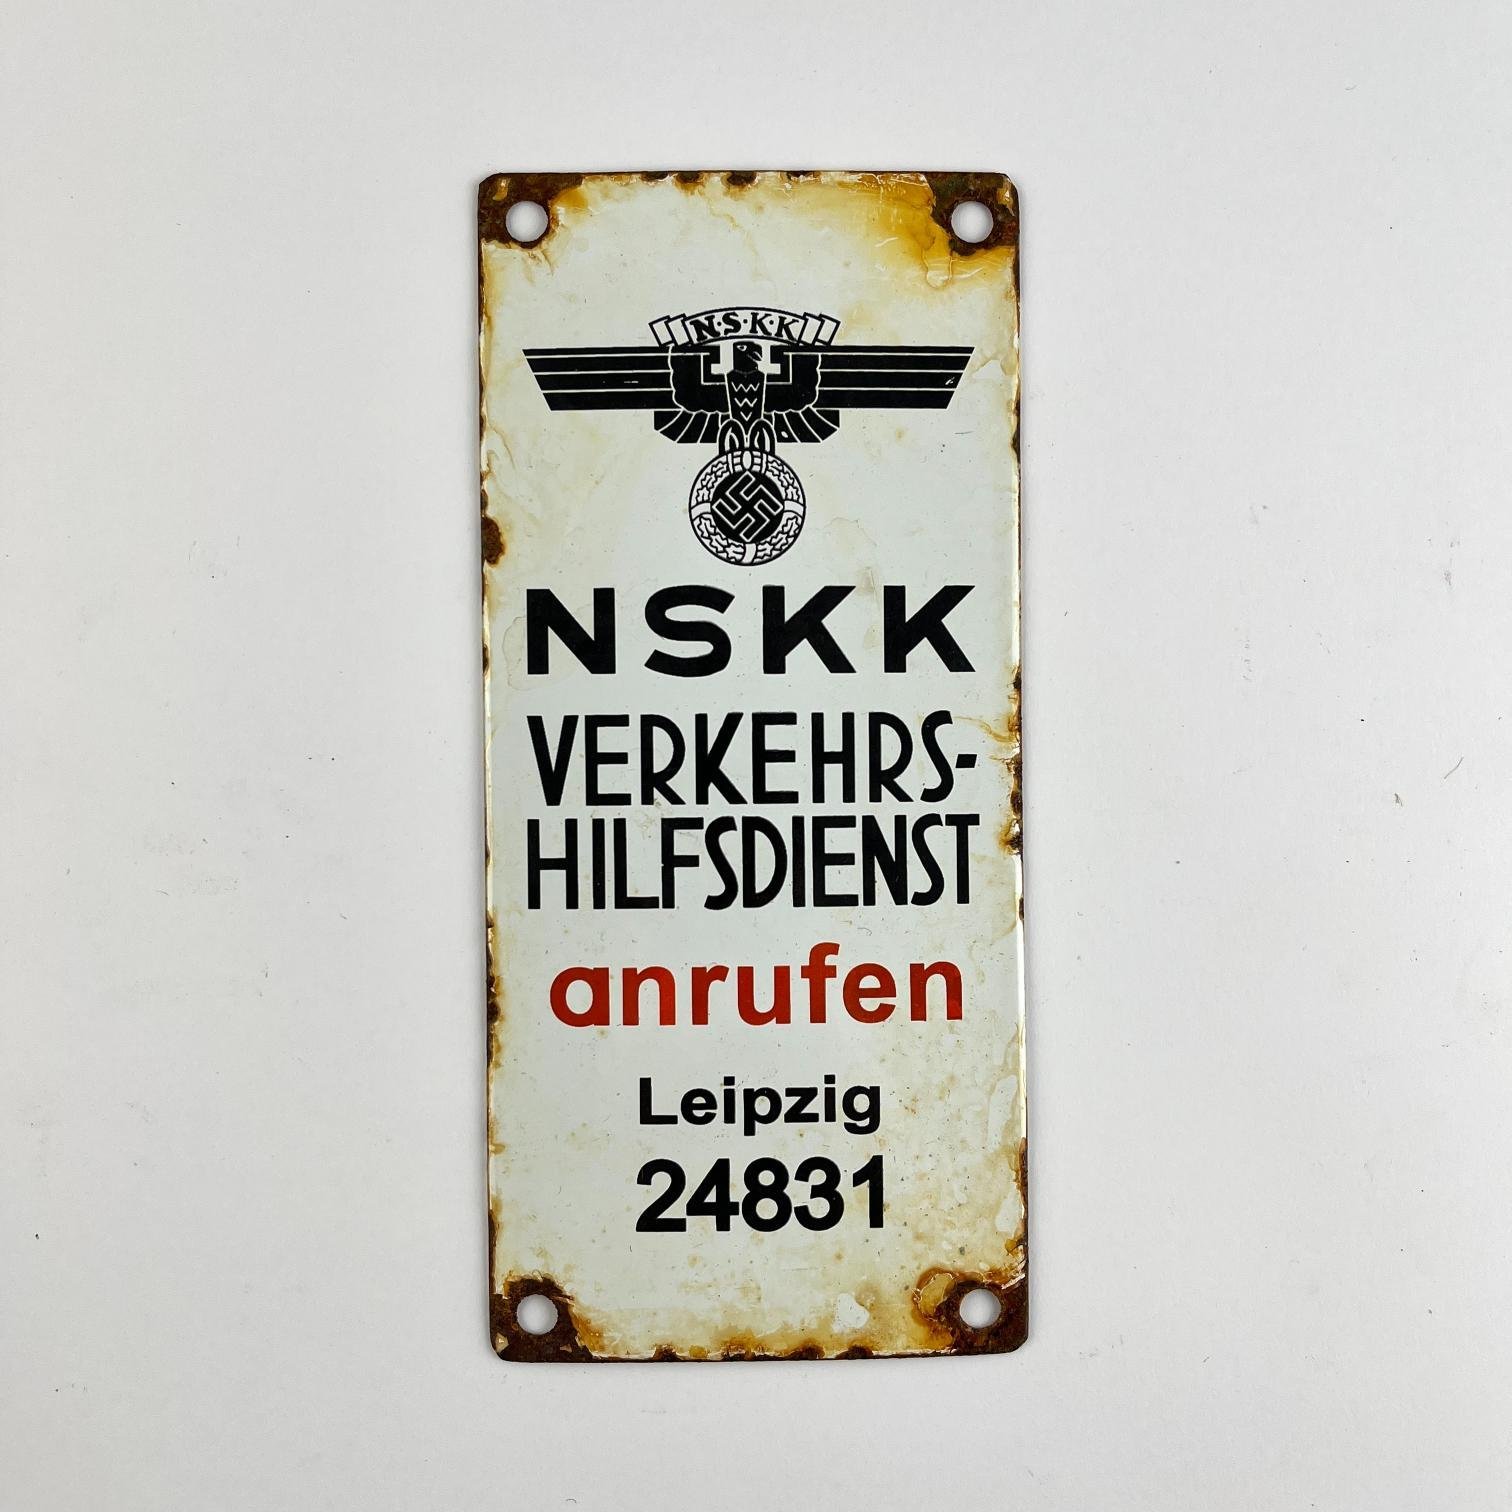 N·S·K·K
NSKK
VERKEHRS-
HILFSDIENST
anrufen
Leipzig
24831